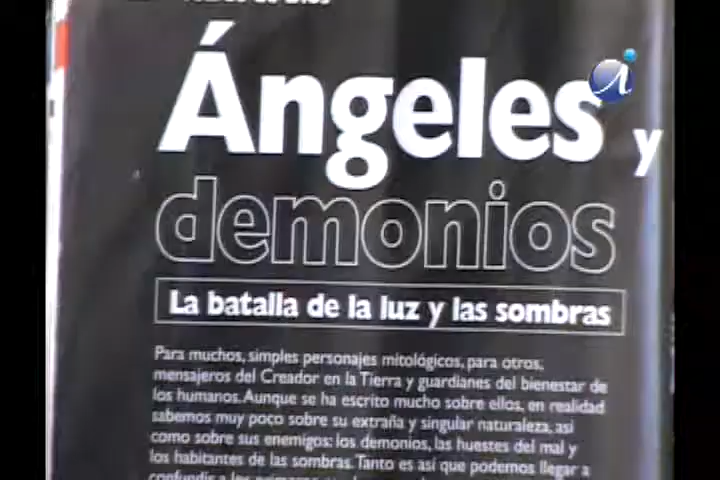 Ángeles y
demonios
La batalla de la luz y las sombras
Para muchos, simples personajes mitológicos, para otros,
mensajeros del Creador en la Tierra y guardianes del bienestar de
los humanos. Aunque se ha escrito mucho sobre ellos, en realidad
sabemos muy poco sobre su extraña y singular naturaleza, así
como sobre sus enemigos: los demonios, las huestes del mal y
los habitantes de las sombras. Tanto es así que podemos llegar a